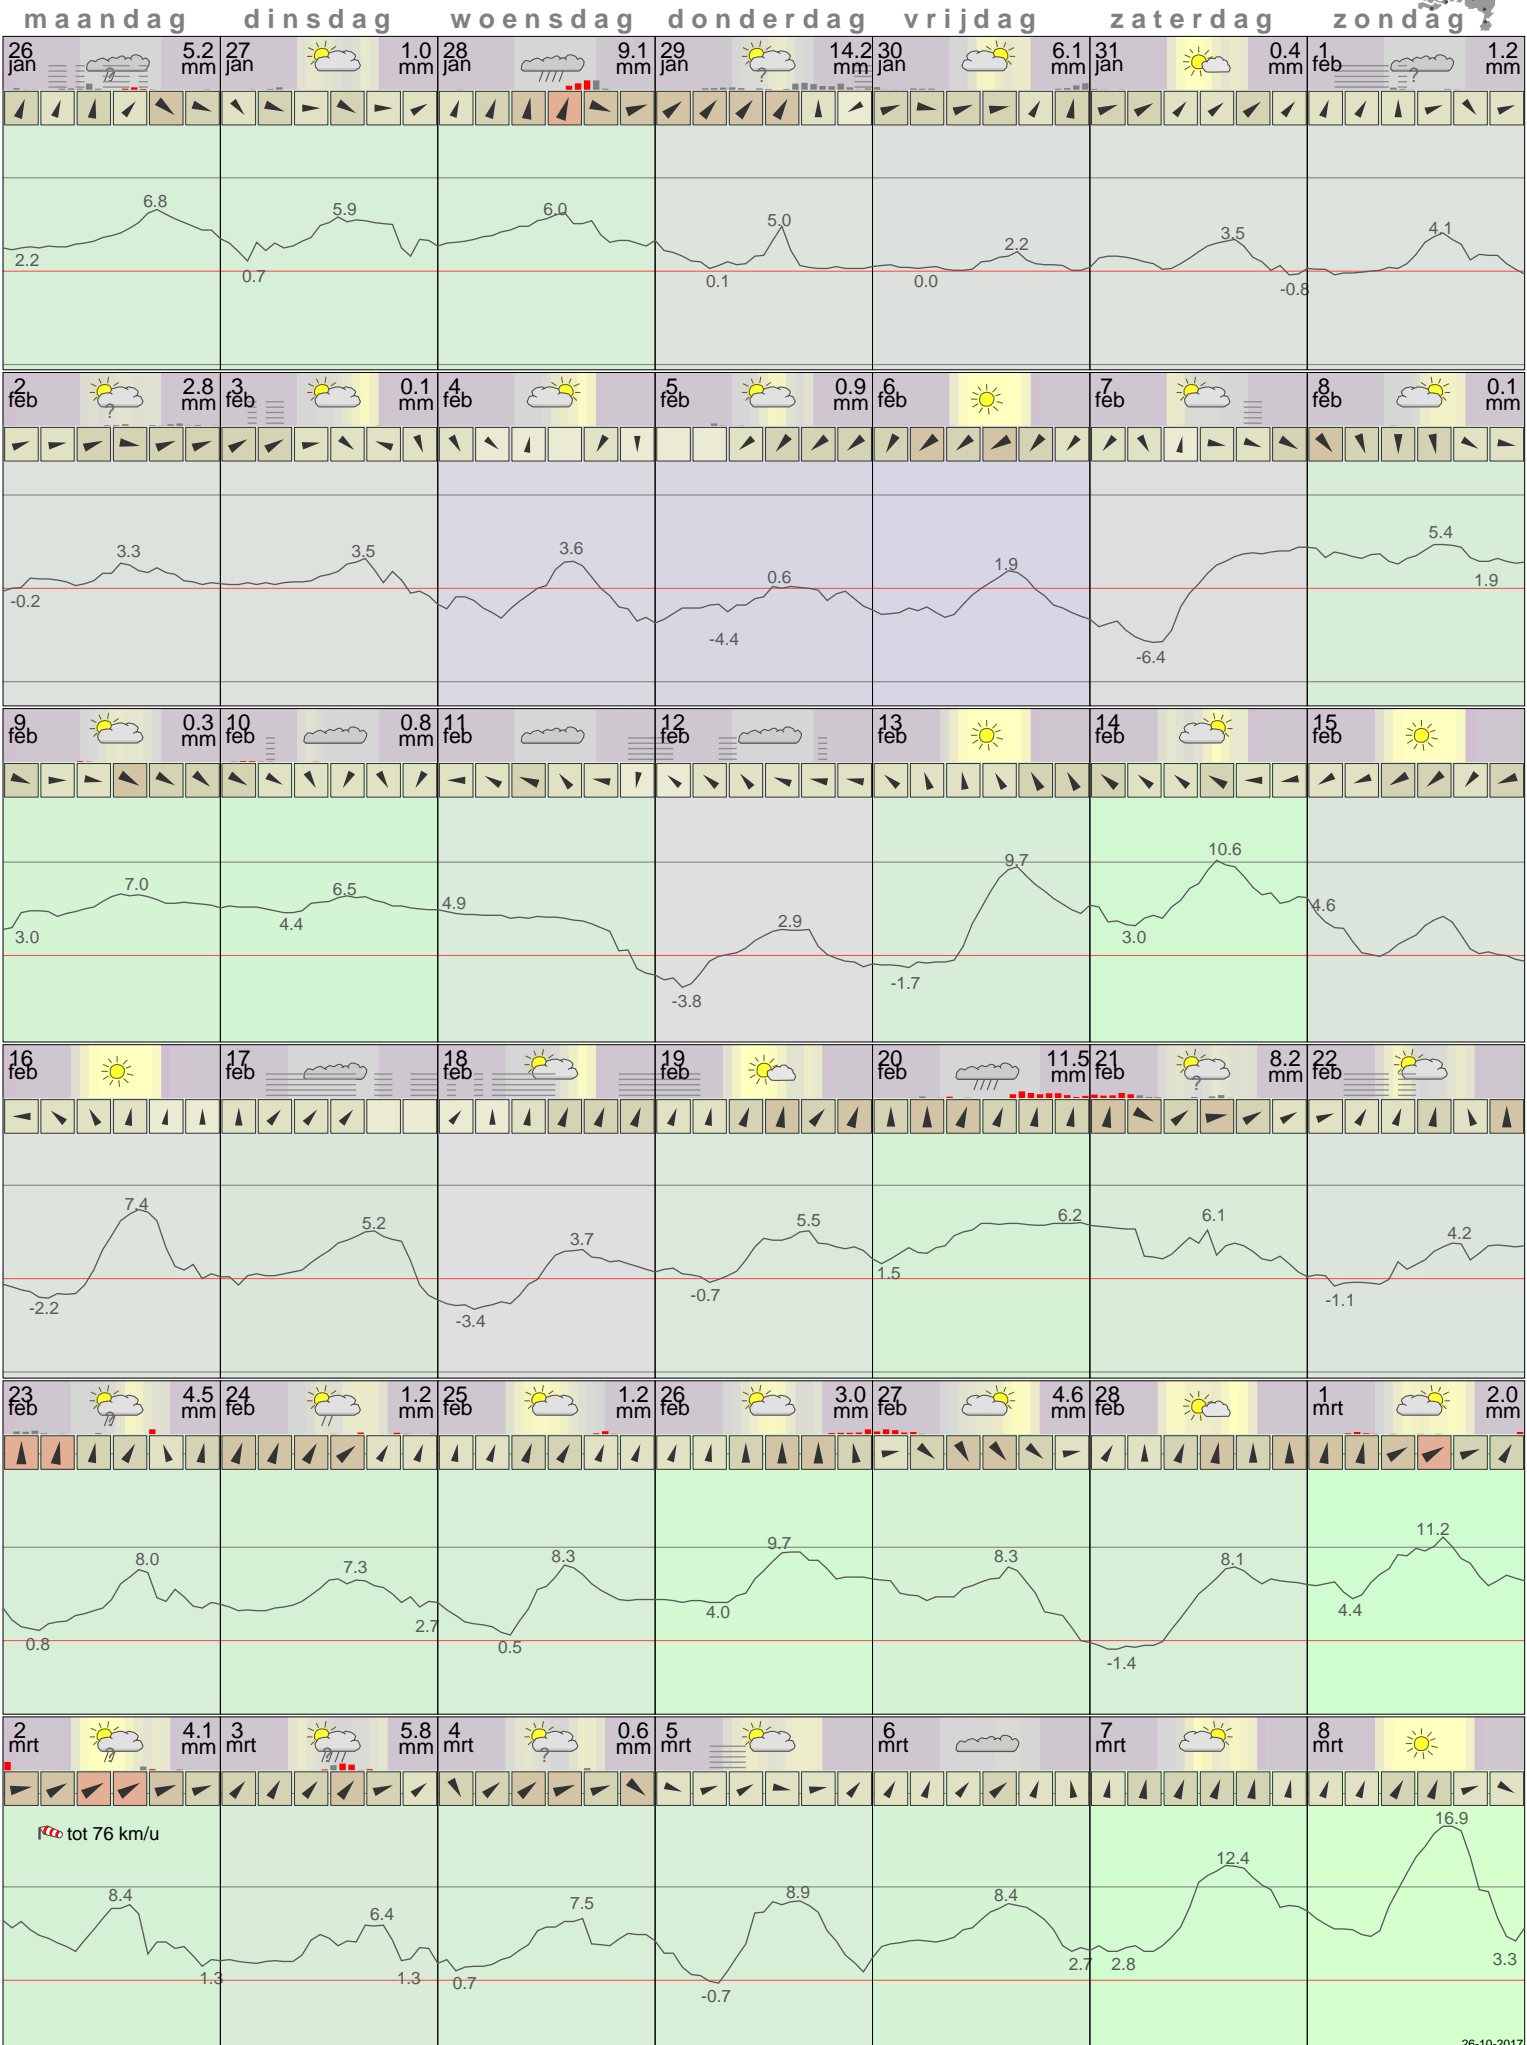 maandag dinsdag woensdag donderdag vrijdag zaterdag zondag
26 jan 5.2 mm 27 jan 1.0 mm 28 jan 9.1 mm 29 jan 14.2 mm 30 jan 6.1 mm 31 jan 0.4 mm 1 feb 1.2 mm
? ? ?
6.8 5.9 6.0 5.0 2.2 3.5 4.1
2.2 0.7 0.1 0.0 -0.8
2 feb 2.8 mm 3 feb 0.1 mm 4 feb 5 feb 0.9 mm 6 feb 7 feb 8 feb 0.1 mm
?
3.3 3.5 3.6 0.6 1.9 5.4
-0.2 -4.4 -6.4 1.9
9 feb 0.3 mm 10 feb 0.8 mm 11 feb 12 feb 13 feb 14 feb 15 feb
7.0 6.5 4.9 2.9 9.7 10.6 4.6
3.0 4.4 -3.8 -1.7 3.0
16 feb 17 feb 18 feb 19 feb 20 feb 11.5 mm 21 feb 8.2 mm 22 feb
?
7.4 5.2 3.7 5.5 6.2 6.1 4.2
-2.2 -3.4 -0.7 1.5 -1.1
23 feb 4.5 mm 24 feb 1.2 mm 25 feb 1.2 mm 26 feb 3.0 mm 27 feb 4.6 mm 28 feb 1 mrt 2.0 mm
?
8.0 7.3 8.3 9.7 8.3 8.1 11.2
0.8 2.7 0.5 4.0 -1.4 4.4
2 mrt 4.1 mm 3 mrt 5.8 mm 4 mrt 0.6 mm 5 mrt 6 mrt 7 mrt 8 mrt
? ? ?
tot 76 km/u
8.4 6.4 7.5 8.9 8.4 12.4 16.9
1.3 1.3 0.7 -0.7 2.7 2.8 3.3
26-10-2017